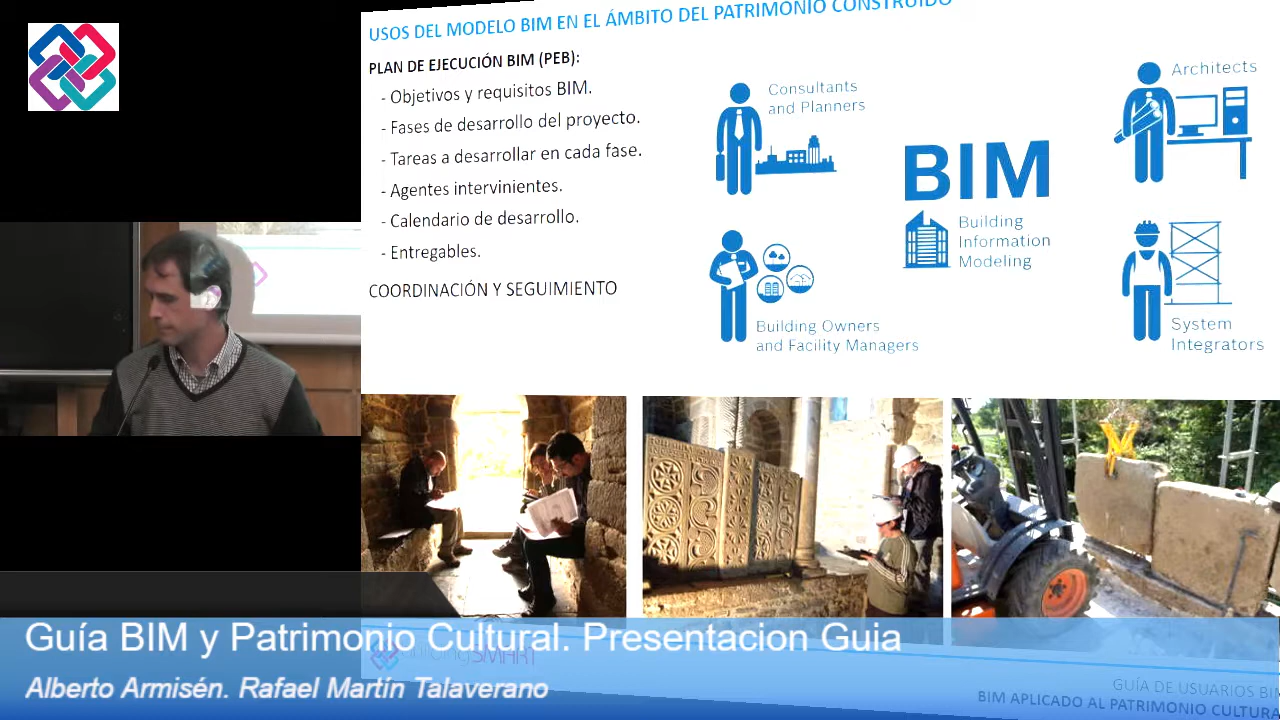 USOS DEL MODELO BIM EN EL ÁMBITO DEL PATRIMONIO CONSTRUIDO
PLAN DE EJECUCIÓN BIM (PEB):
- Objetivos y requisitos BIM.
- Fases de desarrollo del proyecto.
- Tareas a desarrollar en cada fase.
- Agentes intervinientes.
- Calendario de desarrollo.
- Entregables.
COORDINACIÓN Y SEGUIMIENTO
Consultants
and Planners
Architects
BIM
Building
Information
Modeling
Building Owners
and Facility Managers
System
Integrators
Guía BIM y Patrimonio Cultural. Presentacion Guia
Alberto Armisén. Rafael Martín Talaverano
SMART
GUÍA DE USUARIOS BIM
BIM APLICADO AL PATRIMONIO CULTURA